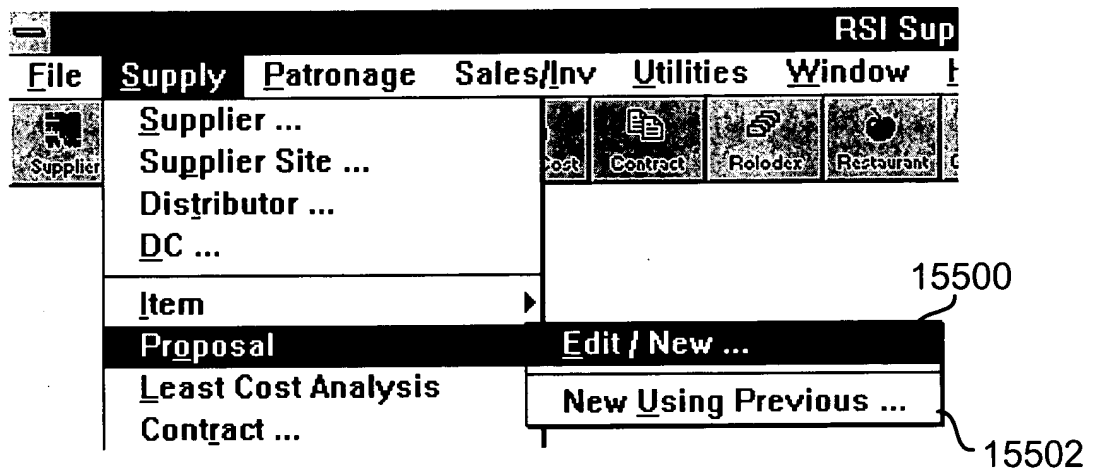 RSI Sup
File Supply Patronage Sales/Inv Utilities Window
Supplier Cost Contract Rolodex Restaurant
Supplier ...
Supplier Site ...
Distributor ...
DC ...
Item
Proposal
Least Cost Analysis
Contract ...
15500
Edit / New ...
New Using Previous ...
15502